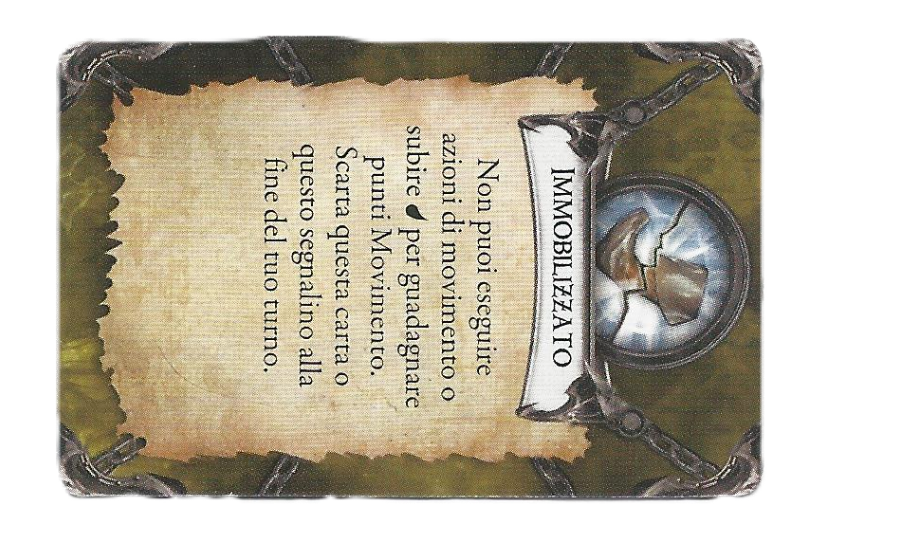 IMMOBILIZZATO
Non puoi eseguire
azioni di movimento o
subire per guadagnare
punti Movimento.
Scarta questa carta o
questo segnalino alla
fine del tuo turno.